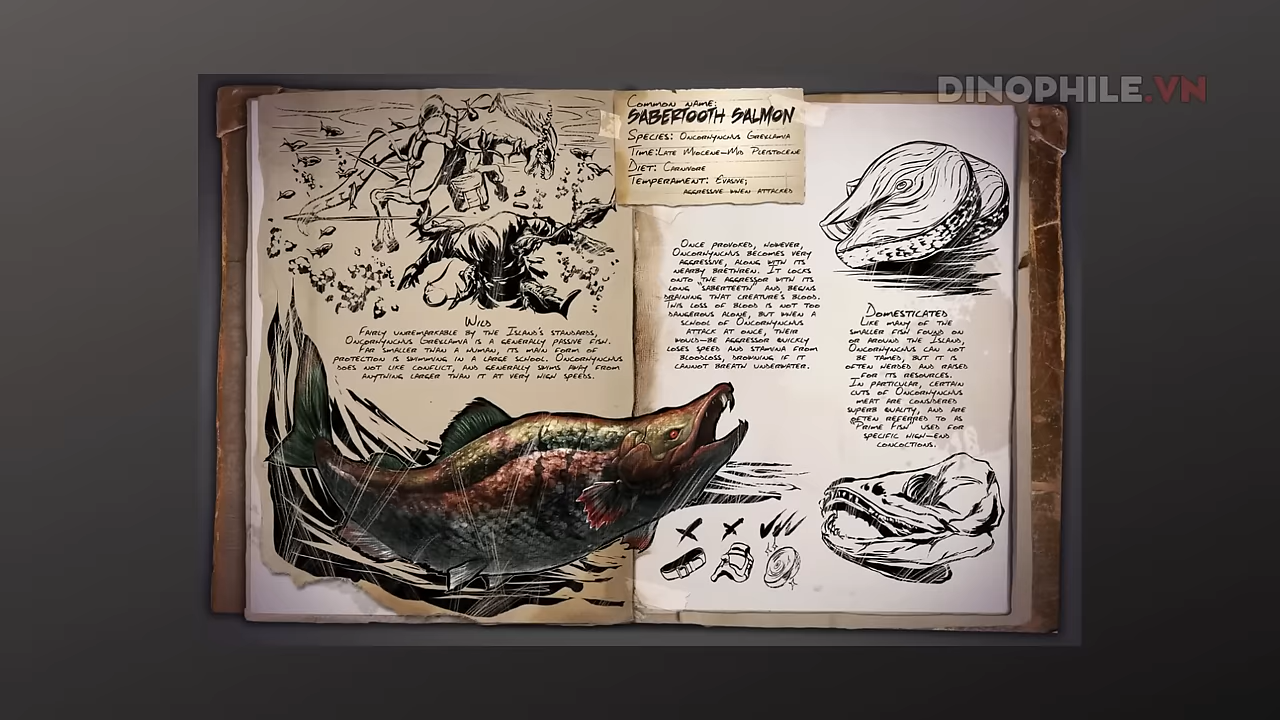 DINOPHILE.VN
Common name:
Sabertooth Salmon
Species: Oncorhynchus Grexlamia
Time: Late Miocene-Mid Pleistocene
Diet: Carnivore
Temperament: Evasive;
aggressive when attacked
Wild
Fairly unremarkable by the Island's standards,
Oncorhynchus Grexlamia is a generally passive fish.
Far smaller than a human, its main form of
protection is swimming in a large school. Oncorhynchus
does not like conflict, and generally swims away from
anything larger than it at very high speeds.
Once provoked, however,
Oncorhynchus becomes very
aggressive, along with its
nearby brethren. It locks
onto the aggressor with its
long "saberteeth" and begins
draining that creature's blood.
This loss of blood is not too
dangerous alone, but when a
school of Oncorhynchus
attack at once, their
would-be aggressor quickly
loses speed and stamina from
bloodloss, drowning if it
cannot breath underwater.
Domesticated
Like many of the
smaller fish found on
or around the Island,
Oncorhynchus can not
be tamed, but it is
often herded and raised
for its resources.
In particular, certain
cuts of Oncorhynchus
meat are considered
superb quality, and are
often referred to as
"Prime Fish" used for
specific high-end
concoctions.